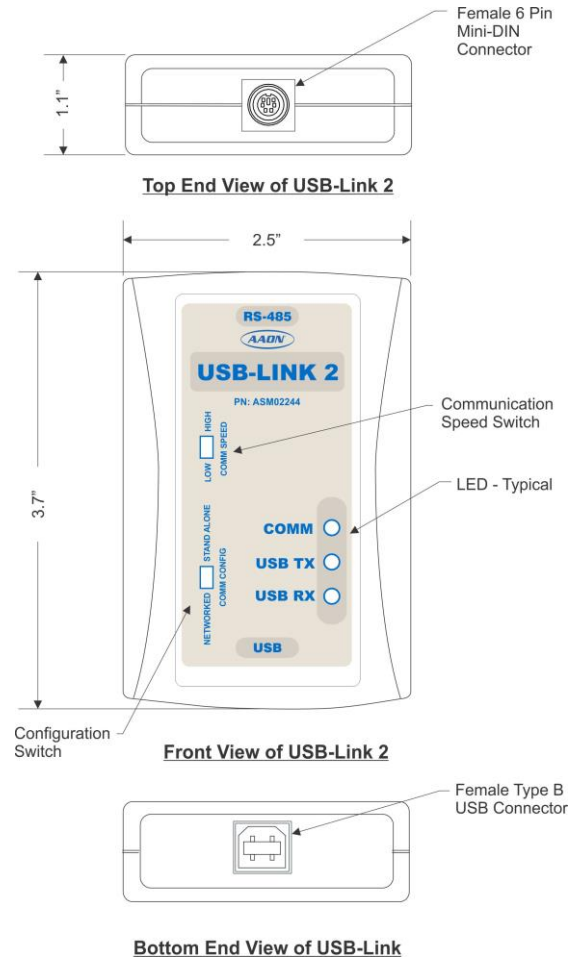 Female 6 Pin
Mini-DIN
Connector
1.1"
Top End View of USB-Link 2
2.5"
RS-485
AAON
USB-LINK 2
PN: ASM02244
LOW HIGH
COMM SPEED
Communication
Speed Switch
3.7"
LED - Typical
NETWORKED STAND ALONE
COMM CONFIG
COMM
USB TX
USB RX
USB
Configuration
Switch
Front View of USB-Link 2
Female Type B
USB Connector
Bottom End View of USB-Link